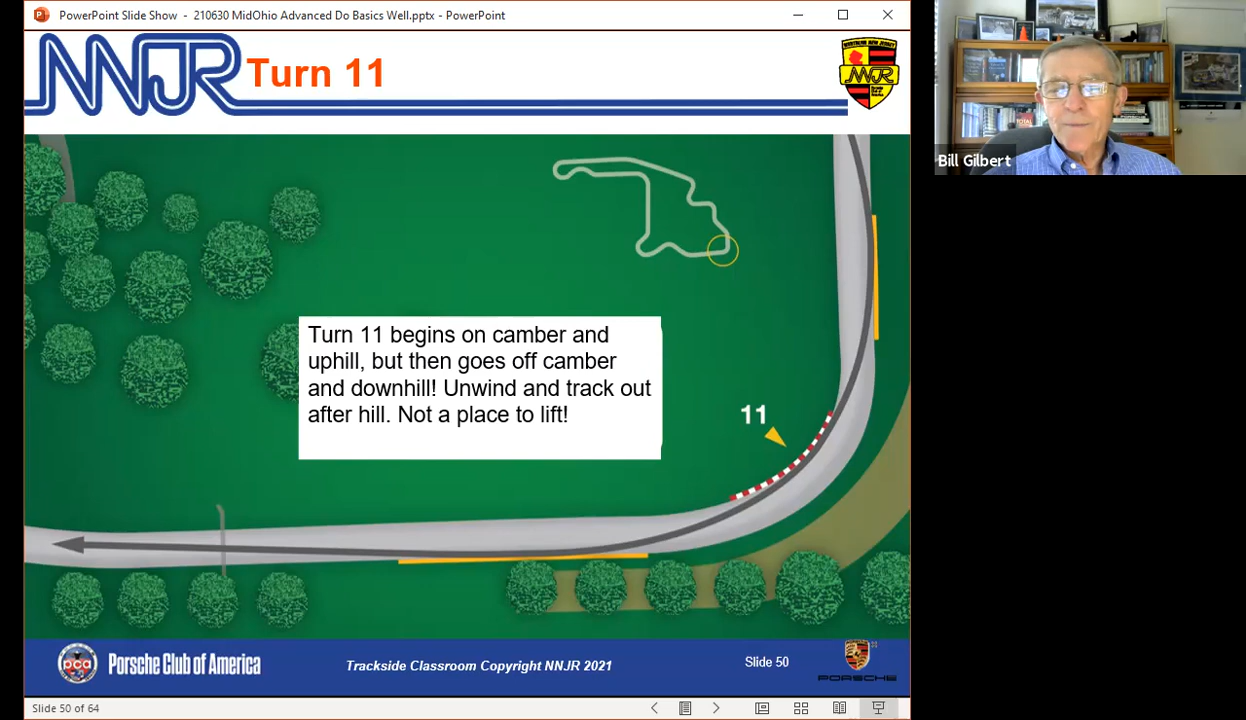 210630 MidOhio Advanced Do Basics Well.pptx - PowerPoint
PowerPoint Slide Show -
NNJR
Turn 11
NNJR
Bill Gilbert
TOTAL
Turn 11 begins on camber and
uphill, but then goes off camber
and downhill! Unwind and track out
after hill. Not a place to lift!
11
pca
Porsche Club of America
Trackside Classroom Copyright NNJR 2021
Slide 50
PORSCHE
Slide 50 of 64